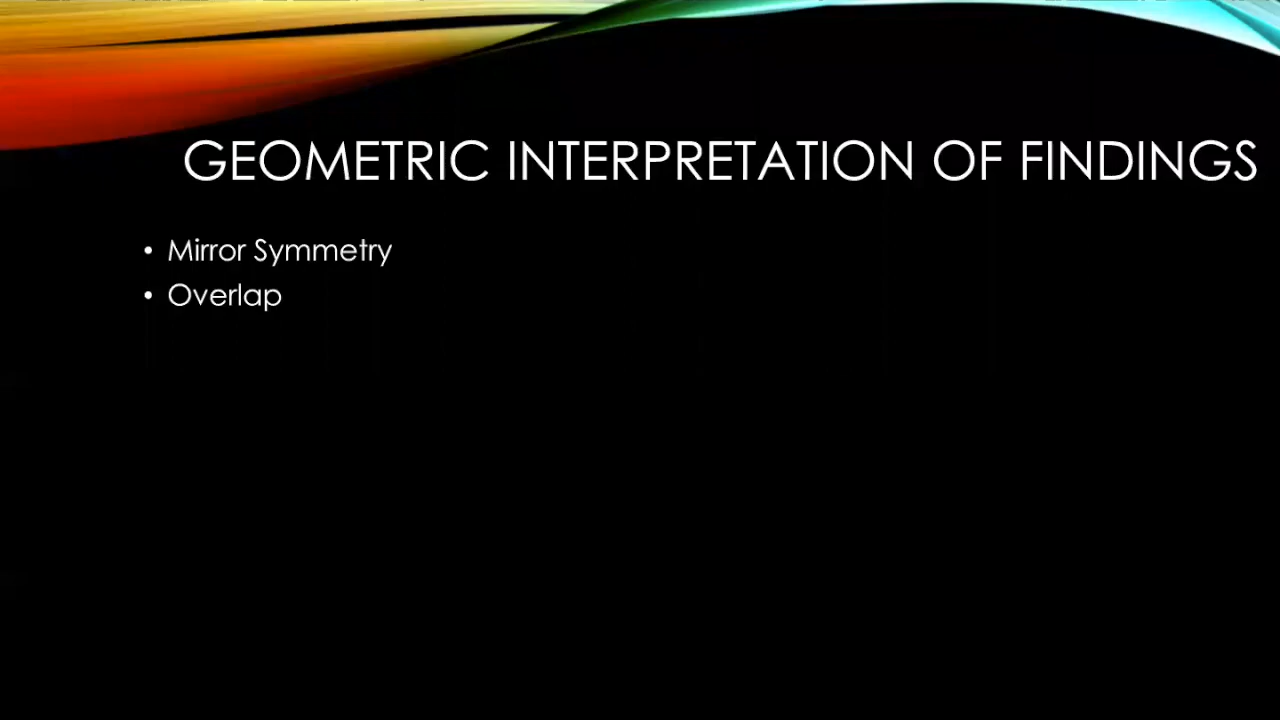 GEOMETRIC INTERPRETATION OF FINDINGS
• Mirror Symmetry
• Overlap